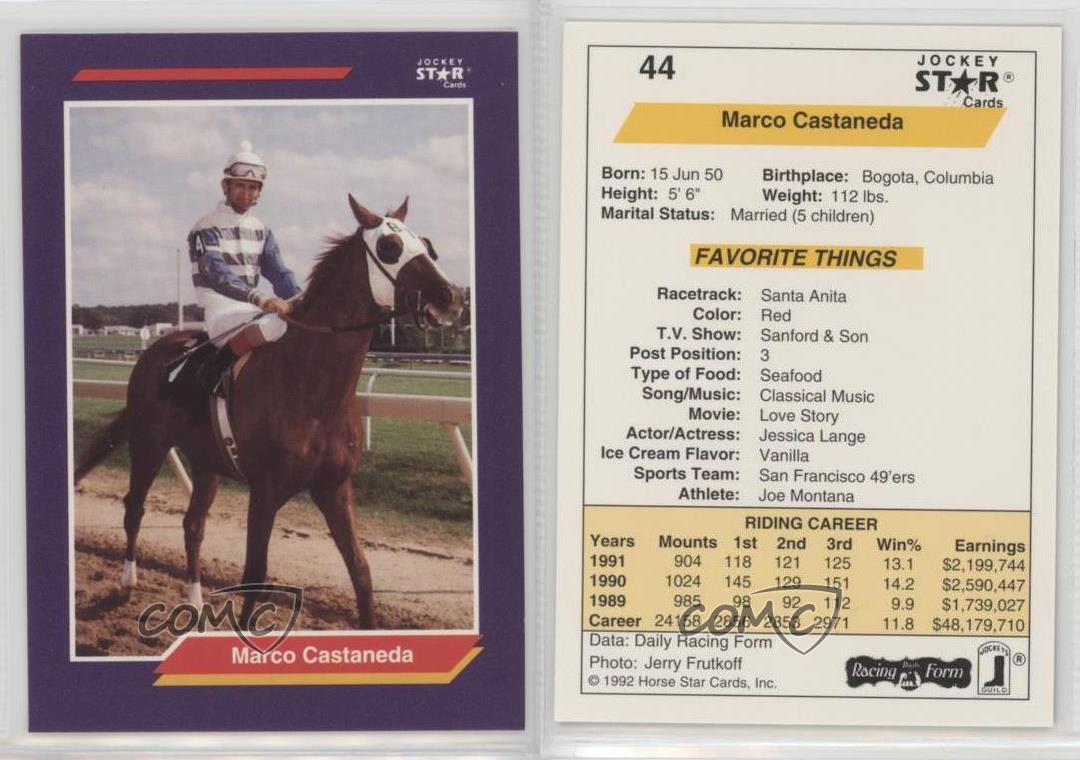 JOCKEY
STAR®
Cards
Marco Castaneda
44
JOCKEY
STAR®
Cards
Marco Castaneda
Born: 15 Jun 50 Birthplace: Bogota, Columbia
Height: 5' 6" Weight: 112 lbs.
Marital Status: Married (5 children)
FAVORITE THINGS
Racetrack: Santa Anita
Color: Red
T.V. Show: Sanford & Son
Post Position: 3
Type of Food: Seafood
Song/Music: Classical Music
Movie: Love Story
Actor/Actress: Jessica Lange
Ice Cream Flavor: Vanilla
Sports Team: San Francisco 49'ers
Athlete: Joe Montana
RIDING CAREER
Years Mounts 1st 2nd 3rd Win% Earnings
1991 904 118 121 125 13.1 $2,199,744
1990 1024 145 129 151 14.2 $2,590,447
1989 985 98 92 112 9.9 $1,739,027
Career 24158 2971 11.8 $48,179,710
Data: Daily Racing Form
Photo: Jerry Frutkoff
© 1992 Horse Star Cards, Inc.
Racing Daily Form
JOCKEYS' GUILD ®
COMC
COMC